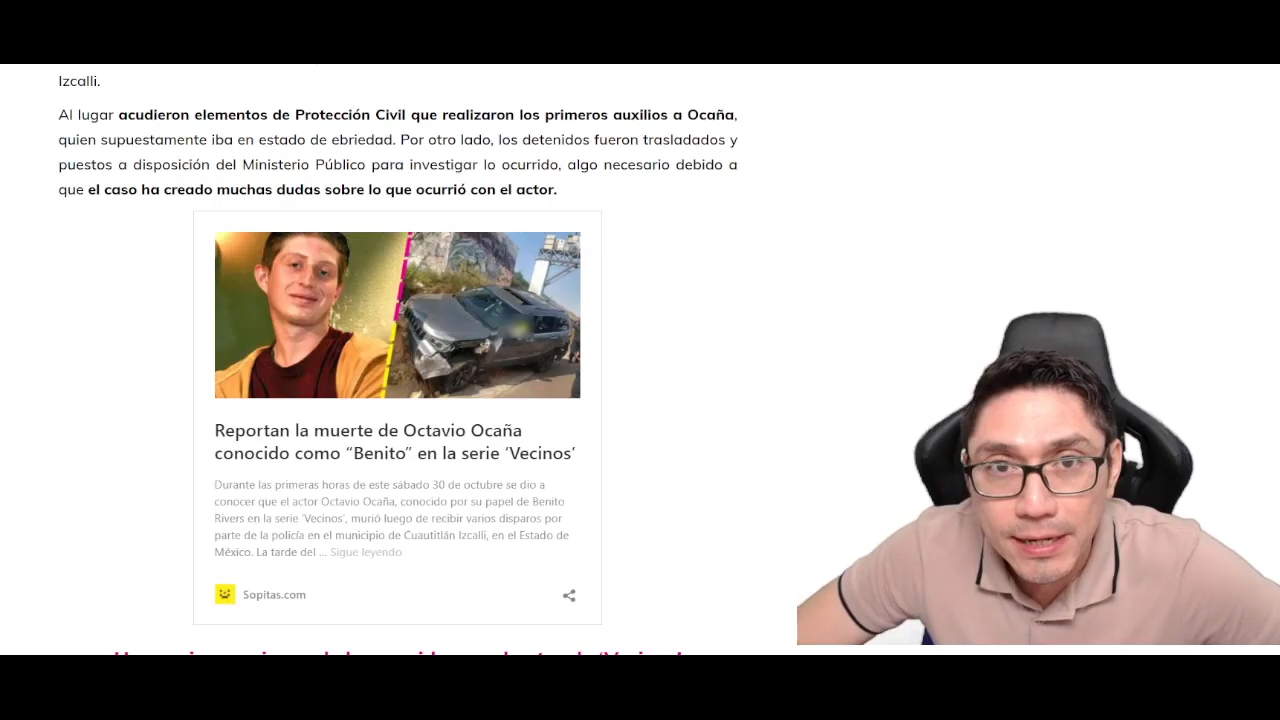 Izcalli.
Al lugar acudieron elementos de Protección Civil que realizaron los primeros auxilios a Ocaña,
quien supuestamente iba en estado de ebriedad. Por otro lado, los detenidos fueron trasladados y
puestos a disposición del Ministerio Público para investigar lo ocurrido, algo necesario debido a
que el caso ha creado muchas dudas sobre lo que ocurrió con el actor.
Reportan la muerte de Octavio Ocaña
conocido como “Benito” en la serie ‘Vecinos’
Durante las primeras horas de este sábado 30 de octubre se dio a
conocer que el actor Octavio Ocaña, conocido por su papel de Benito
Rivers en la serie ‘Vecinos’, murió luego de recibir varios disparos por
parte de la policía en el municipio de Cuautitlán Izcalli, en el Estado de
México. La tarde del ... Sigue leyendo
Sopitas.com